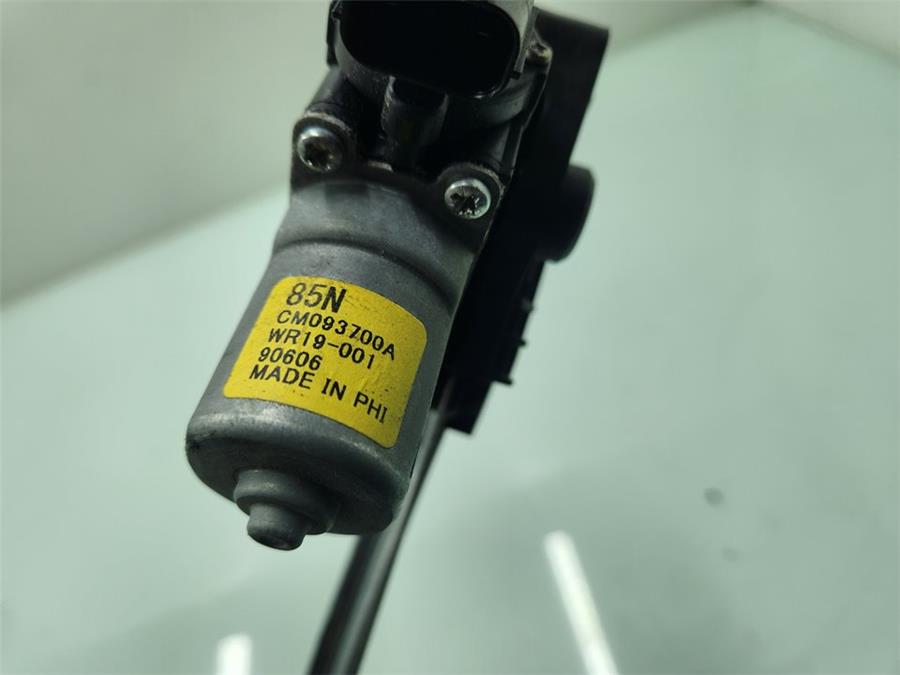 85N
CM093700A
WR19-001
90606
MADE IN PHI